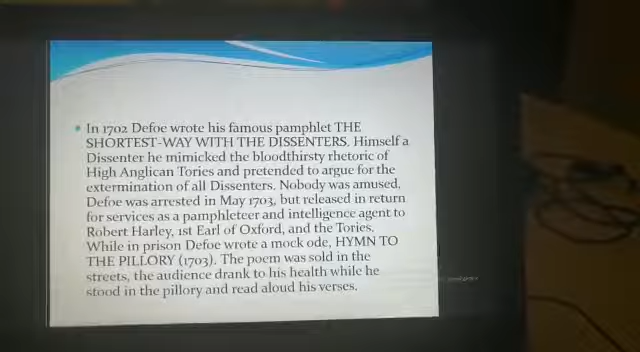 • In 1702 Defoe wrote his famous pamphlet THE
SHORTEST-WAY WITH THE DISSENTERS. Himself a
Dissenter he mimicked the bloodthirsty rhetoric of
High Anglican Tories and pretended to argue for the
extermination of all Dissenters. Nobody was amused,
Defoe was arrested in May 1703, but released in return
for services as a pamphleteer and intelligence agent to
Robert Harley, 1st Earl of Oxford, and the Tories.
While in prison Defoe wrote a mock ode, HYMN TO
THE PILLORY (1703). The poem was sold in the
streets, the audience drank to his health while he
stood in the pillory and read aloud his verses.